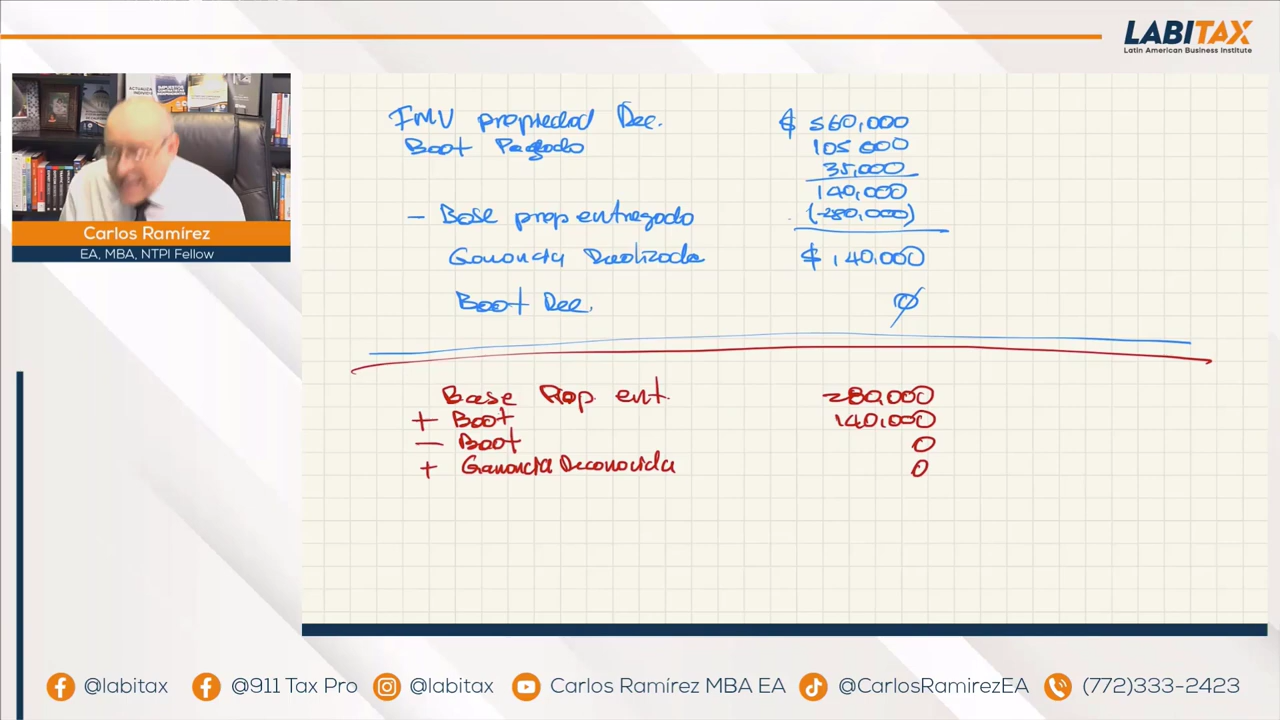 LABITAX
Latin American Business Institute
ACTUALIZACIÓN
FMV propiedad Rec. $ 560,000
Boot Pagado 105 000
35,000
140,000
- Base prop entregado (-280,000)
Ganancia Realizada $ 140,000
Boot Rec. Ø
Carlos Ramírez
EA, MBA, NTPI Fellow
Base Prop ent. 280,000
+ Boot 140,000
- Boot 0
+ Ganancia Reconocida 0
@labitax
@911 Tax Pro
@labitax
Carlos Ramírez MBA EA
@CarlosRamirezEA
(772)333-2423